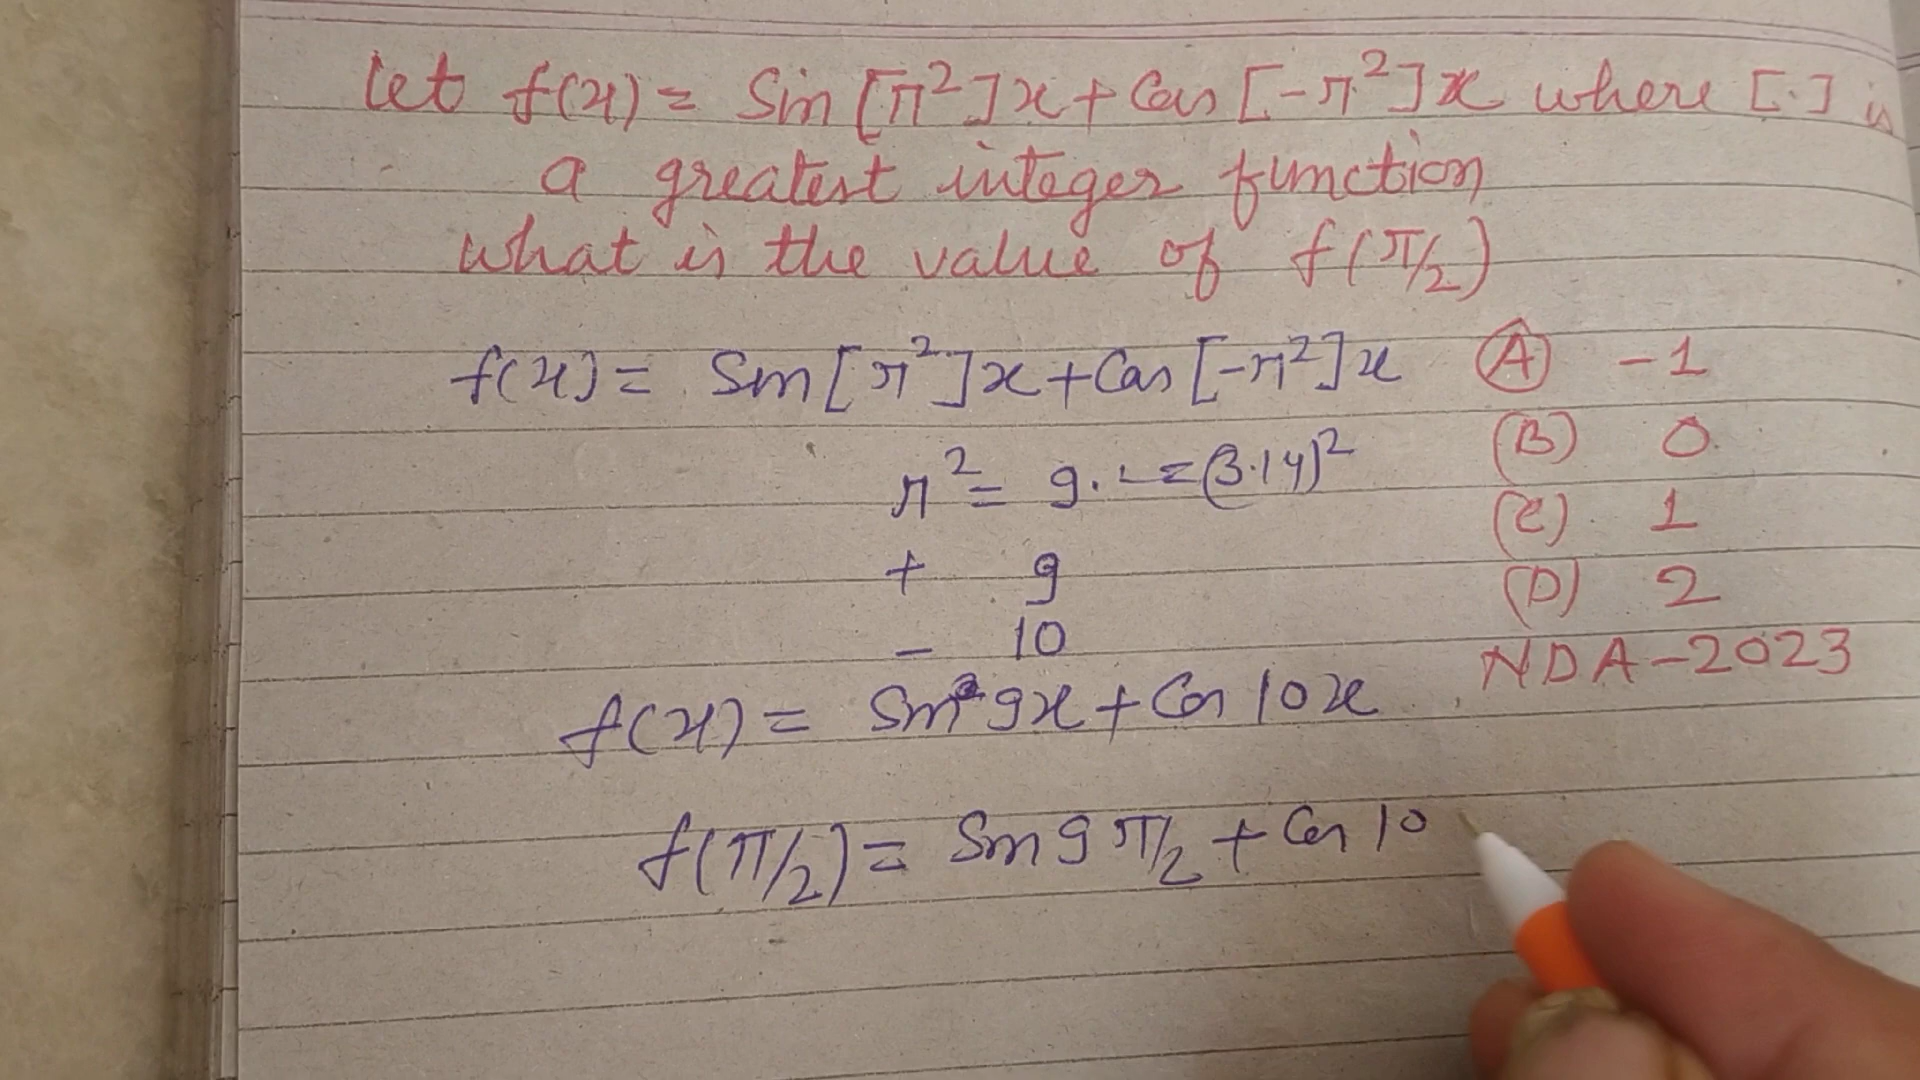 Let f(x) = Sin [π²]x + Cos [-π²]x where [.] is
a greatest integer function
what is the value of f(π/2)
f(x) = Sin [π²]x + Cos [-π²]x
(A) -1
π² = 9. = (3.14)²
(B) 0
(C) 1
+ 9
(D) 2
- 10
NDA-2023
f(x) = Sin 9x + Cos 10x
f(π/2) = Sin 9 π/2 + Cos 10